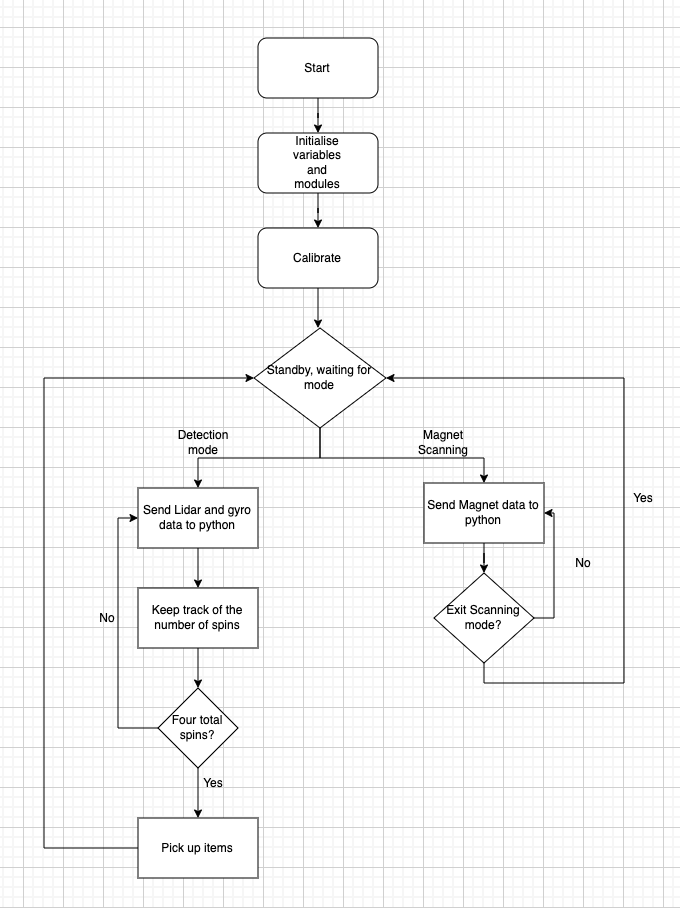 Start
Initialise
variables
and
modules
Calibrate
Standby, waiting for
mode
Detection
mode
Magnet
Scanning
Send Lidar and gyro
data to python
Send Magnet data to
python
Yes
No
Keep track of the
number of spins
No
Exit Scanning
mode?
Four total
spins?
Yes
Pick up items